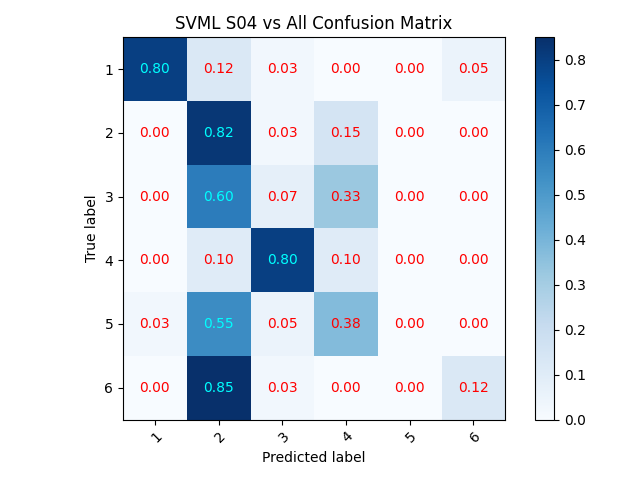 SVML S04 vs All Confusion Matrix
1 0.80 0.12 0.03 0.00 0.00 0.05
2 0.00 0.82 0.03 0.15 0.00 0.00
3 0.00 0.60 0.07 0.33 0.00 0.00
4 0.00 0.10 0.80 0.10 0.00 0.00
5 0.03 0.55 0.05 0.38 0.00 0.00
6 0.00 0.85 0.03 0.00 0.00 0.12
1 2 3 4 5 6
True label
Predicted label
0.8
0.7
0.6
0.5
0.4
0.3
0.2
0.1
0.0